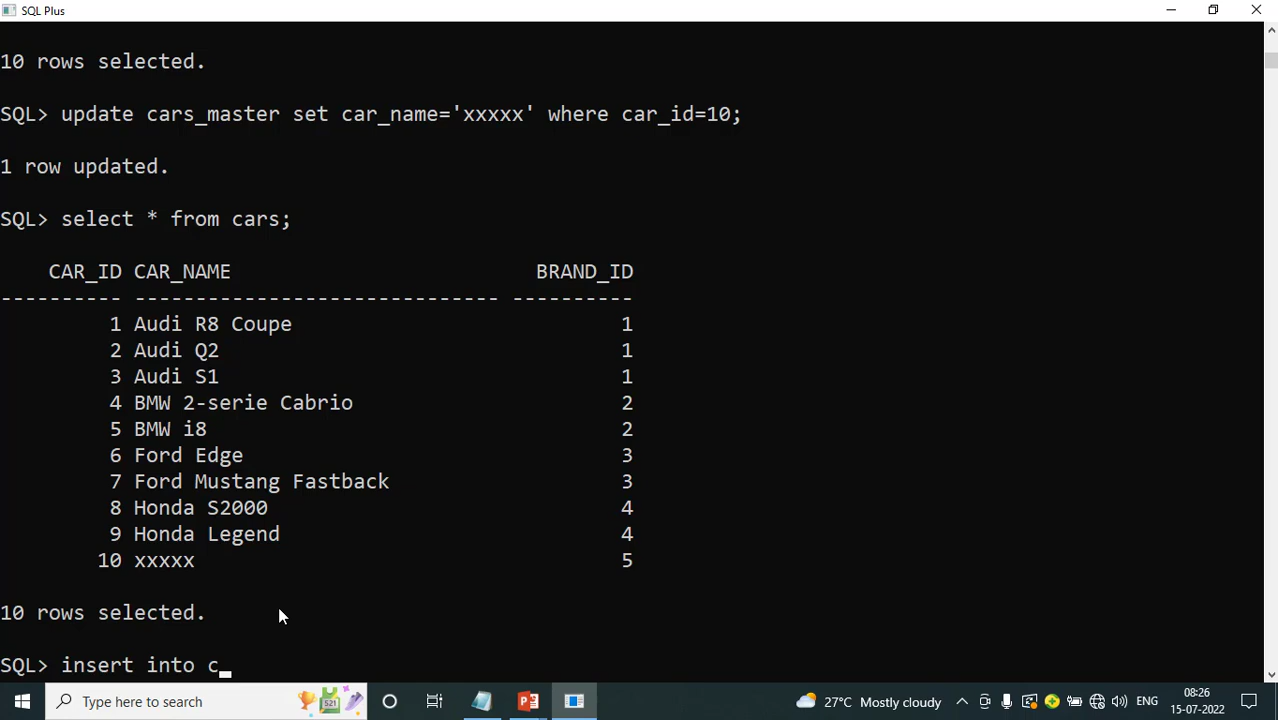 SQL Plus
10 rows selected.
SQL> update cars_master set car_name='xxxxx' where car_id=10;
1 row updated.
SQL> select * from cars;
CAR_ID CAR_NAME BRAND_ID
---------- ------------------------------ ----------
1 Audi R8 Coupe 1
2 Audi Q2 1
3 Audi S1 1
4 BMW 2-serie Cabrio 2
5 BMW i8 2
6 Ford Edge 3
7 Ford Mustang Fastback 3
8 Honda S2000 4
9 Honda Legend 4
10 xxxxx 5
10 rows selected.
SQL> insert into c_
Type here to search
521
27°C Mostly cloudy
ENG
08:26
15-07-2022